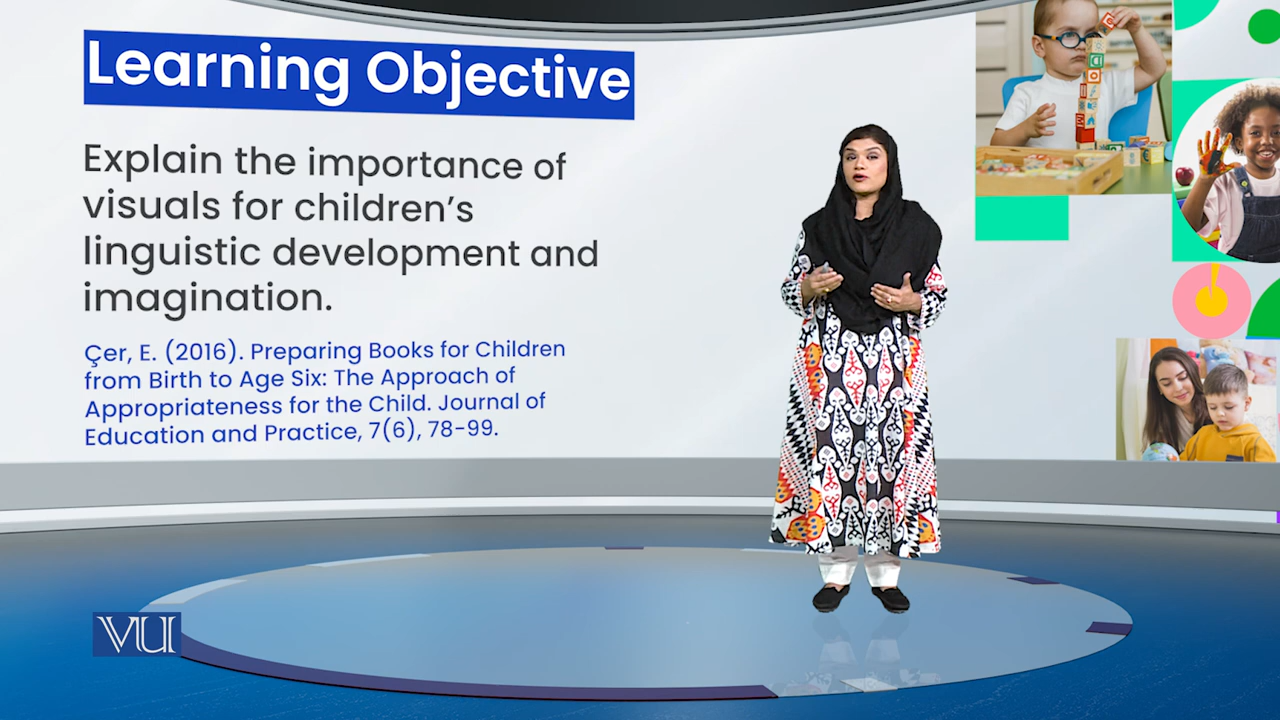 Learning Objective
Explain the importance of
visuals for children's
linguistic development and
imagination.
Çer, E. (2016). Preparing Books for Children
from Birth to Age Six: The Approach of
Appropriateness for the Child. Journal of
Education and Practice, 7(6), 78-99.
VU